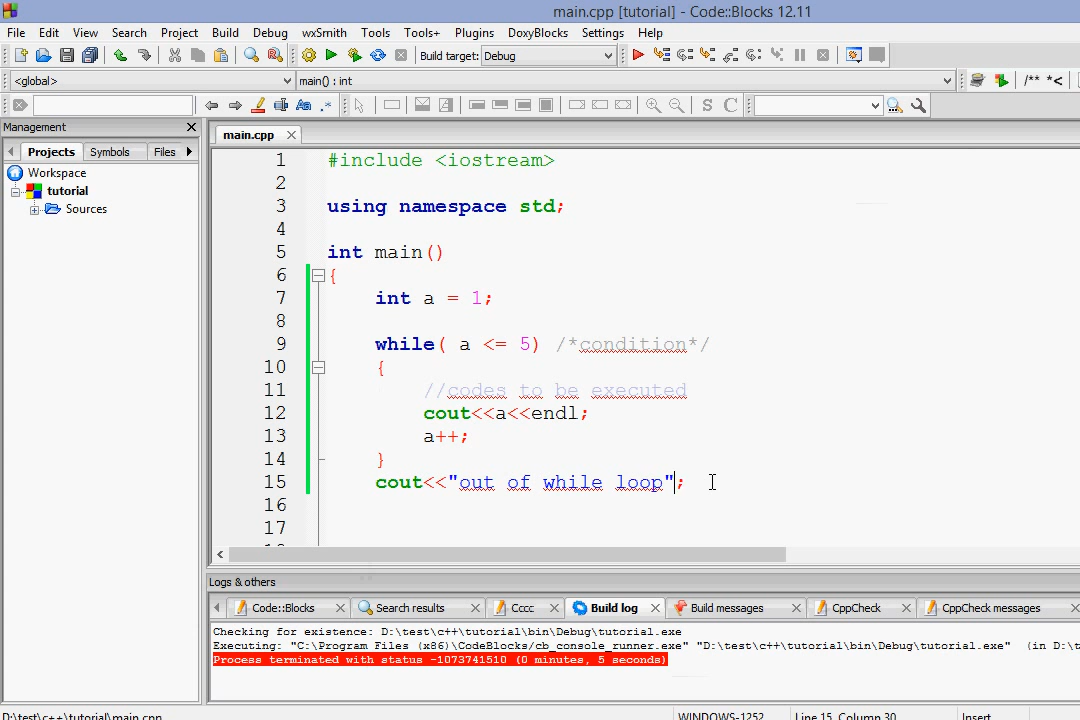 main.cpp [tutorial] - Code::Blocks 12.11
File Edit View Search Project Build Debug wxSmith Tools Tools+ Plugins DoxyBlocks Settings Help
Build target: Debug
<global> main() : int /** *<
Aa .* S C
Management
Projects Symbols Files
Workspace
tutorial
Sources
main.cpp
1 #include <iostream>
2
3 using namespace std;
4
5 int main()
6 {
7 int a = 1;
8
9 while( a <= 5) /*condition*/
10 {
11 //codes to be executed
12 cout<<a<<endl;
13 a++;
14 }
15 cout<<"out of while loop";
16
17
Logs & others
Code::Blocks Search results Cccc Build log Build messages CppCheck CppCheck messages
Checking for existence: D:\test\c++\tutorial\bin\Debug\tutorial.exe
Executing: "C:\Program Files (x86)\CodeBlocks/cb_console_runner.exe" "D:\test\c++\tutorial\bin\Debug\tutorial.exe" (in D:\t
Process terminated with status -1073741510 (0 minutes, 5 seconds)
D:\test\c++\tutorial\main.cpp WINDOWS-1252 Line 15, Column 30 Insert